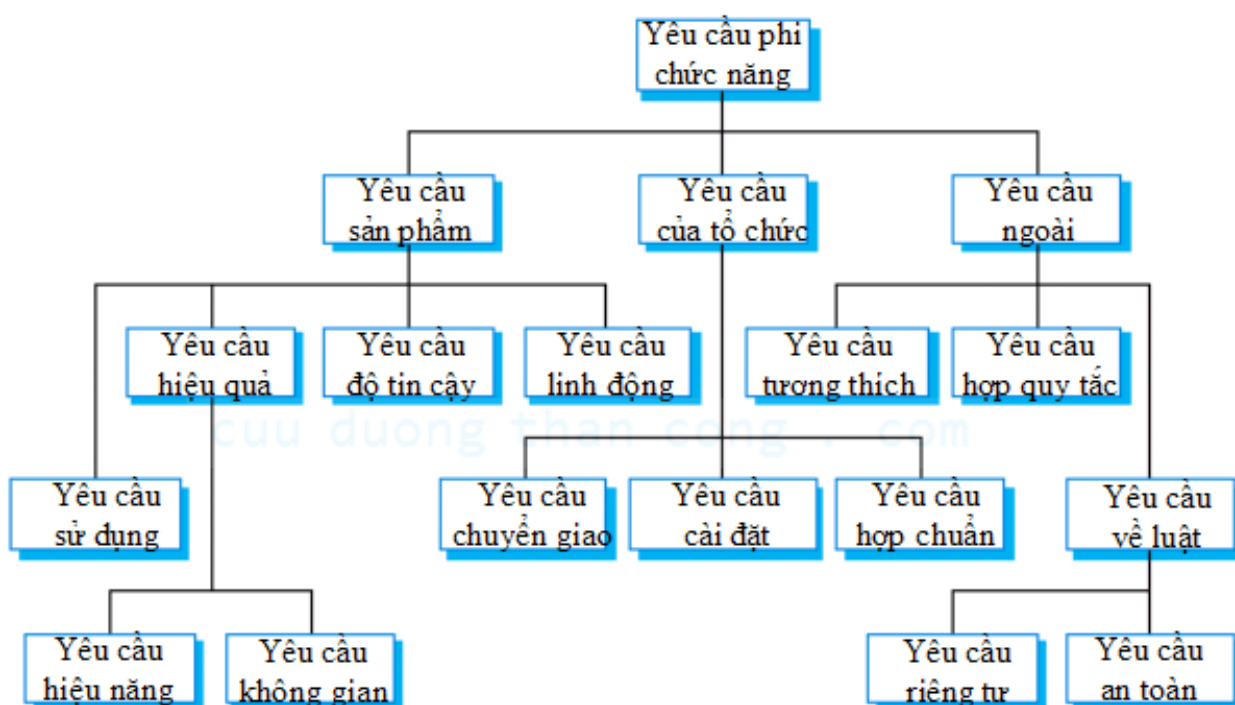 Yêu cầu phi
chức năng
Yêu cầu
sản phẩm
Yêu cầu
của tổ chức
Yêu cầu
ngoài
Yêu cầu
hiệu quả
Yêu cầu
độ tin cậy
Yêu cầu
linh động
Yêu cầu
tương thích
Yêu cầu
hợp quy tắc
cuu duong than cong . com
Yêu cầu
sử dụng
Yêu cầu
chuyển giao
Yêu cầu
cài đặt
Yêu cầu
hợp chuẩn
Yêu cầu
về luật
Yêu cầu
hiệu năng
Yêu cầu
không gian
Yêu cầu
riêng tư
Yêu cầu
an toàn